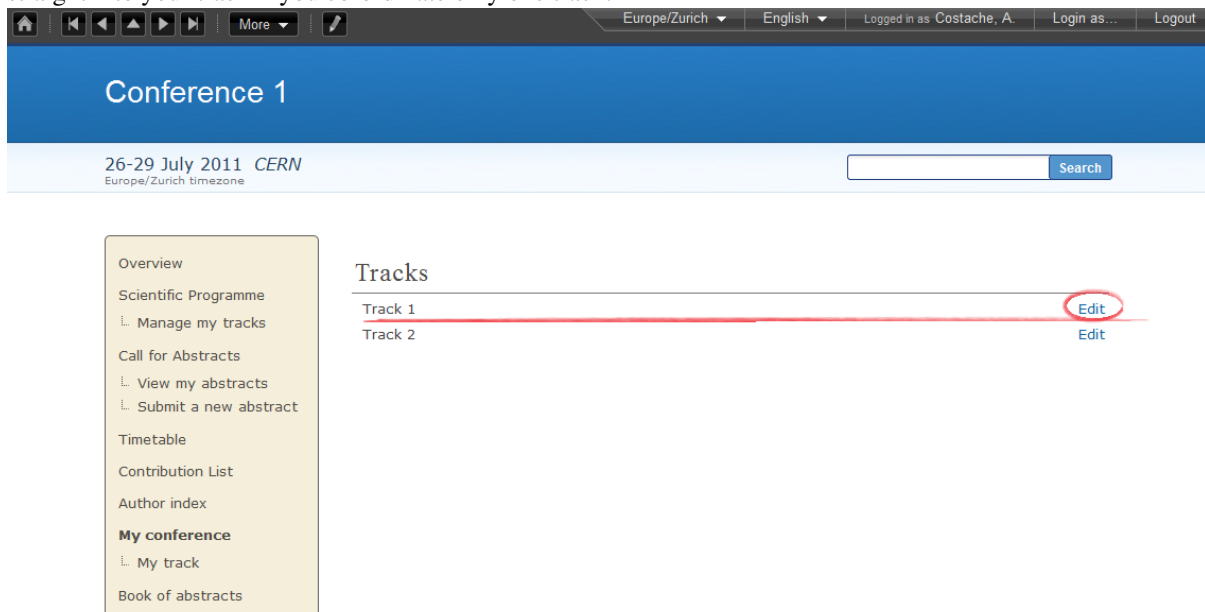 More
Europe/Zurich
English
Logged in as Costache, A.
Login as...
Logout
Conference 1
26-29 July 2011 CERN
Europe/Zurich timezone
Search
Overview
Scientific Programme
Manage my tracks
Call for Abstracts
View my abstracts
Submit a new abstract
Timetable
Contribution List
Author index
My conference
My track
Book of abstracts
Tracks
Track 1 Edit
Track 2 Edit